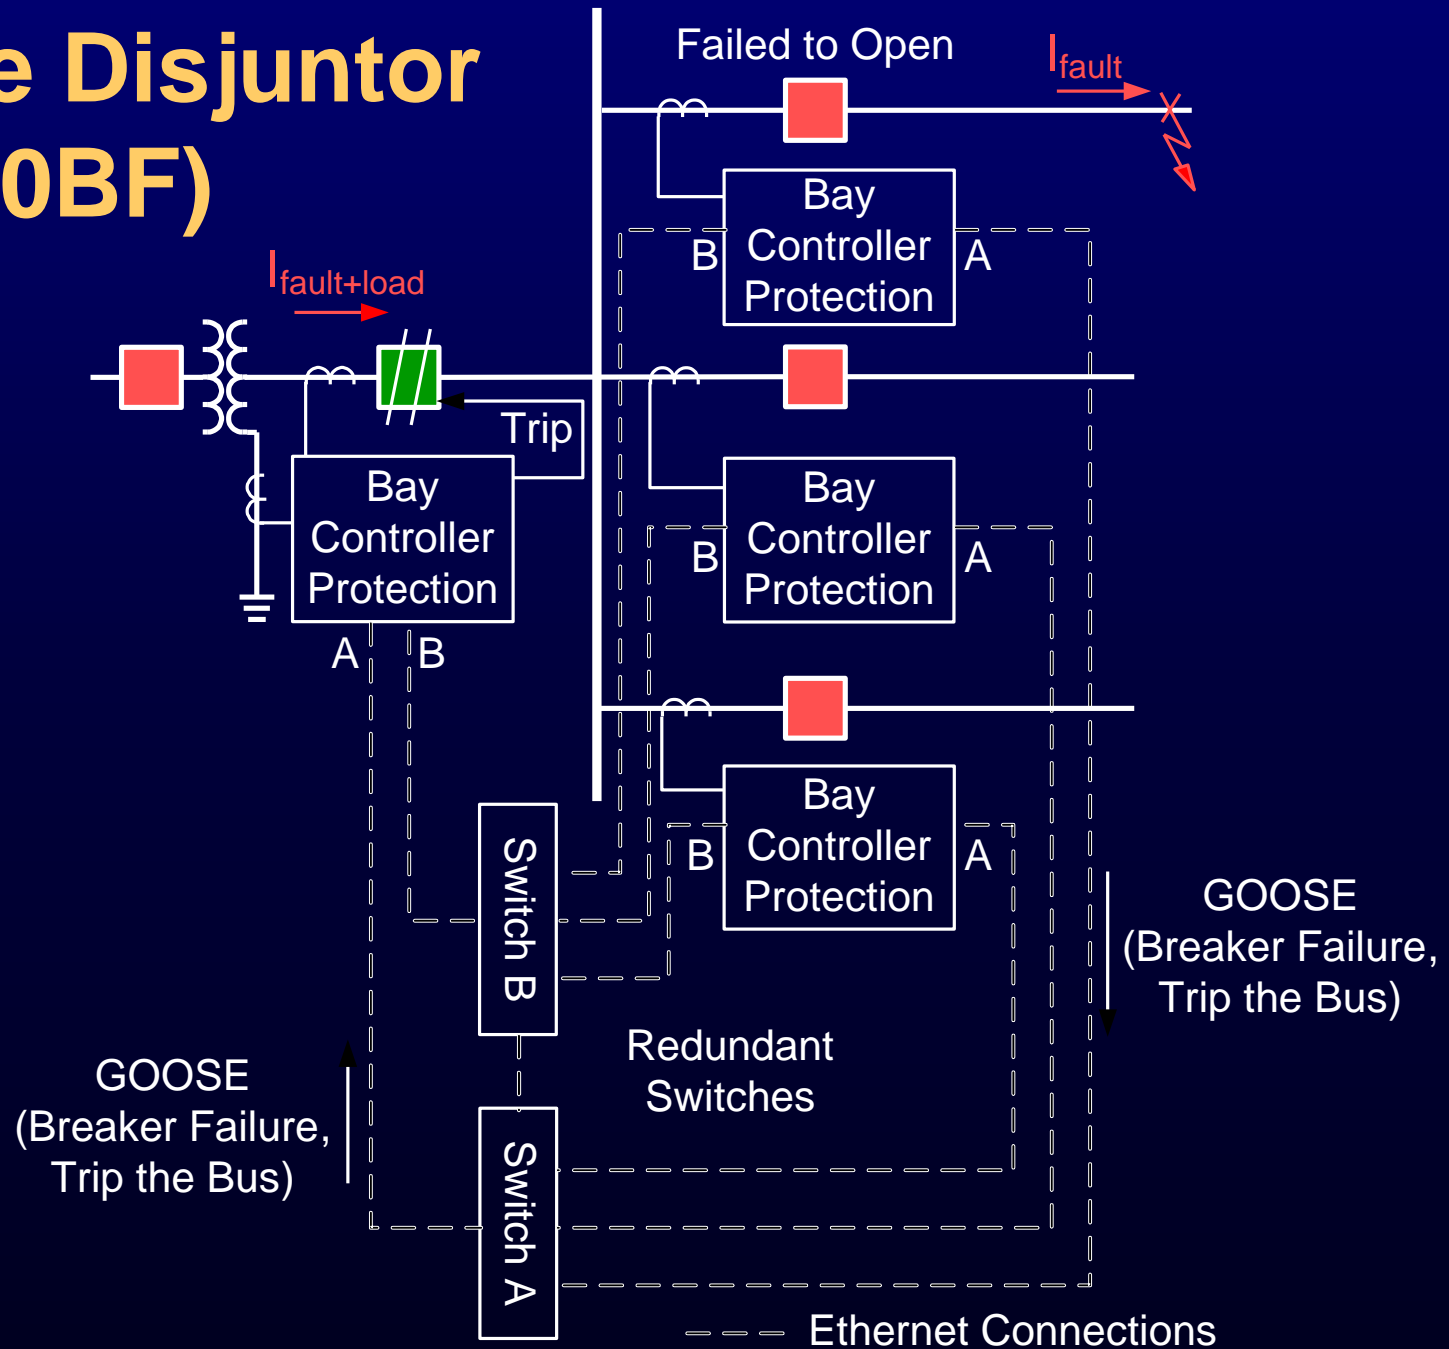 e Disjuntor
0BF)
Failed to Open
Ifault
Ifault+load
Bay
Controller
Protection
B
A
Trip
Bay
Controller
Protection
A
B
Bay
Controller
Protection
B
A
Bay
Controller
Protection
B
A
Switch B
Redundant
Switches
GOOSE
(Breaker Failure,
Trip the Bus)
GOOSE
(Breaker Failure,
Trip the Bus)
Switch A
Ethernet Connections